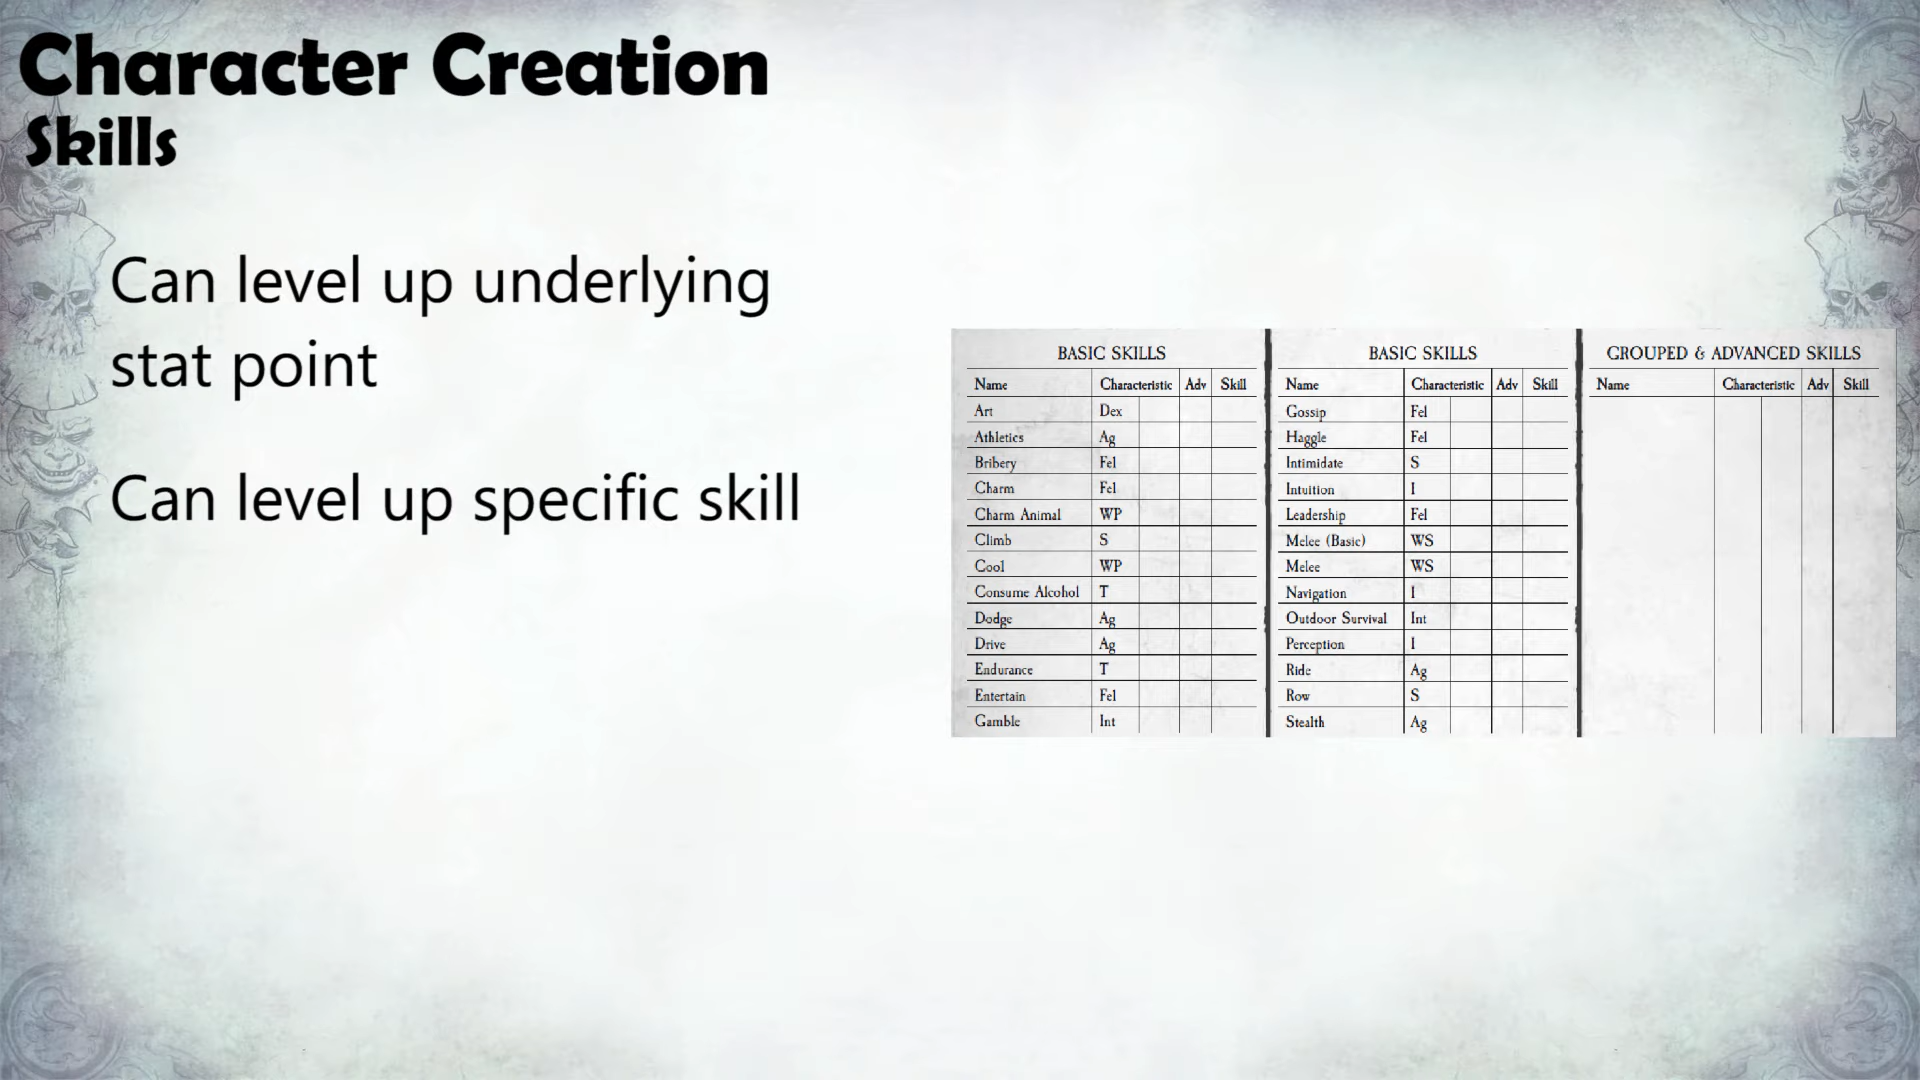 Character Creation
Skills
Can level up underlying
stat point
Can level up specific skill
BASIC SKILLS
Name Characteristic Adv Skill
Art Dex
Athletics Ag
Bribery Fel
Charm Fel
Charm Animal WP
Climb S
Cool WP
Consume Alcohol T
Dodge Ag
Drive Ag
Endurance T
Entertain Fel
Gamble Int
BASIC SKILLS
Name Characteristic Adv Skill
Gossip Fel
Haggle Fel
Intimidate S
Intuition I
Leadership Fel
Melee (Basic) WS
Melee WS
Navigation I
Outdoor Survival Int
Perception I
Ride Ag
Row S
Stealth Ag
GROUPED & ADVANCED SKILLS
Name Characteristic Adv Skill